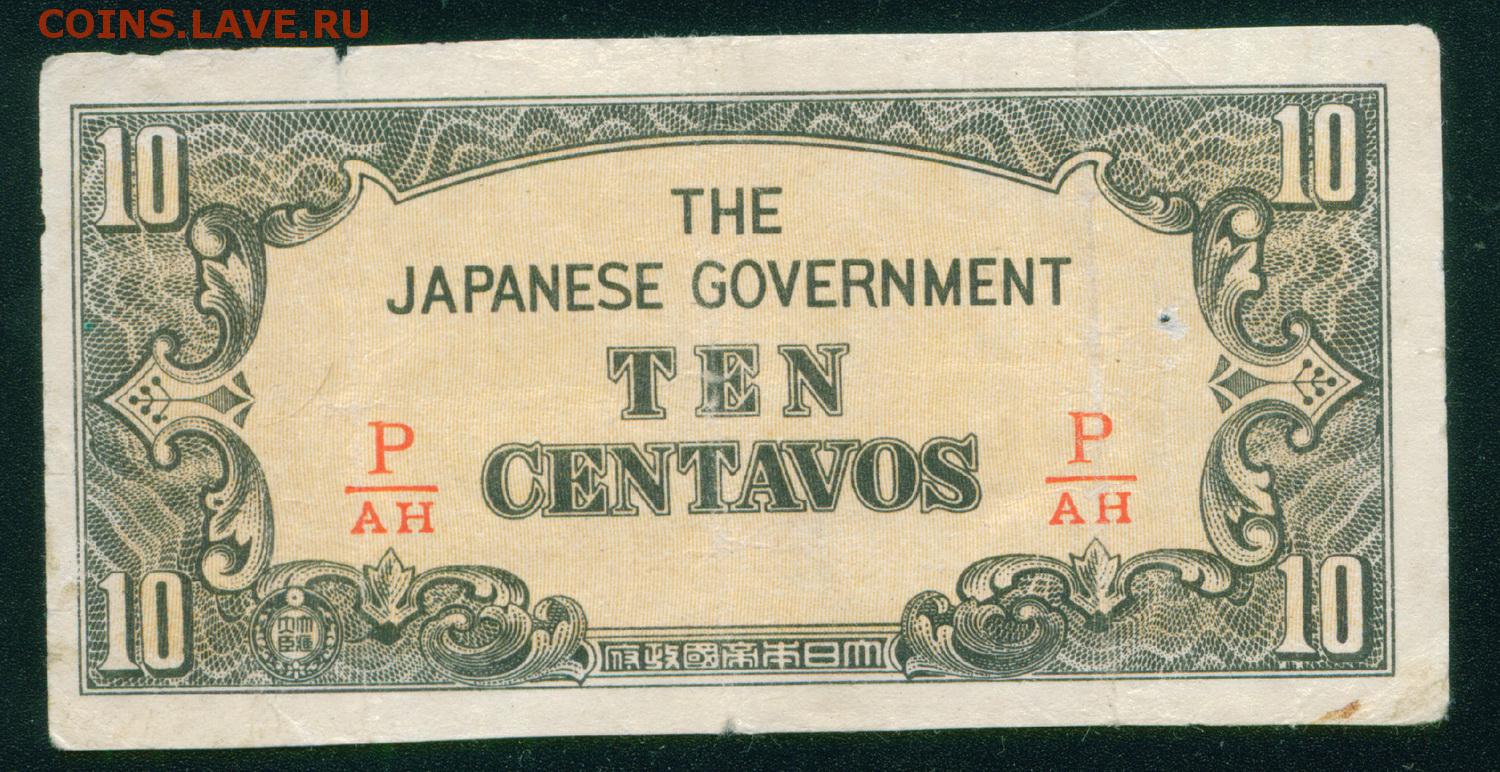 COINS.LAVE.RU
10 10
THE
JAPANESE GOVERNMENT
TEN
CENTAVOS
P
AH
P
AH
10 10
大日本帝國政府